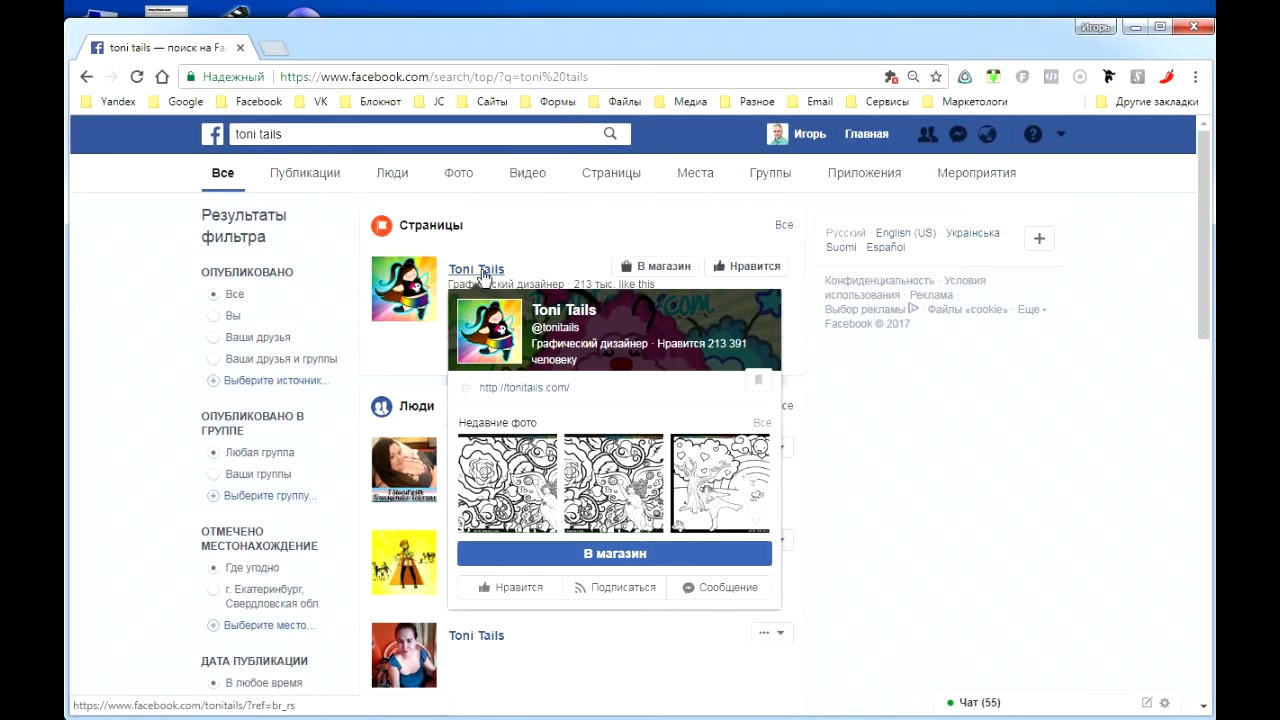 Игорь
toni tails — поиск на Fa
Надежный
https://www.facebook.com/search/top/?q=toni%20tails
Yandex
Google
Facebook
VK
Блокнот
JC
Сайты
Формы
Файлы
Медиа
Разное
Email
Сервисы
Маркетологи
Другие закладки
toni tails
Игорь
Главная
Все
Публикации
Люди
Фото
Видео
Страницы
Места
Группы
Приложения
Мероприятия
Результаты
фильтра
ОПУБЛИКОВАНО
Все
Вы
Ваши друзья
Ваши друзья и группы
Выберите источник...
ОПУБЛИКОВАНО В
ГРУППЕ
Любая группа
Ваши группы
Выберите группу...
ОТМЕЧЕНО
МЕСТОНАХОЖДЕНИЕ
Где угодно
г. Екатеринбург,
Свердловская обл.
Выберите место...
ДАТА ПУБЛИКАЦИИ
В любое время
Страницы
Все
Toni Tails
В магазин
Нравится
Графический дизайнер · 213 тыс. like this
Toni Tails
@tonitails
Графический дизайнер · Нравится 213 391
человеку
http://tonitails.com/
Недавние фото
Все
В магазин
Нравится
Подписаться
Сообщение
Люди
I Stand with
Transgender Veterans
Toni Tails
Русский · English (US) · Українська
Suomi · Español
Конфиденциальность · Условия
использования · Реклама ·
Выбор рекламы · Файлы «cookie» · Еще
Facebook © 2017
Чат (55)
https://www.facebook.com/tonitails/?ref=br_rs